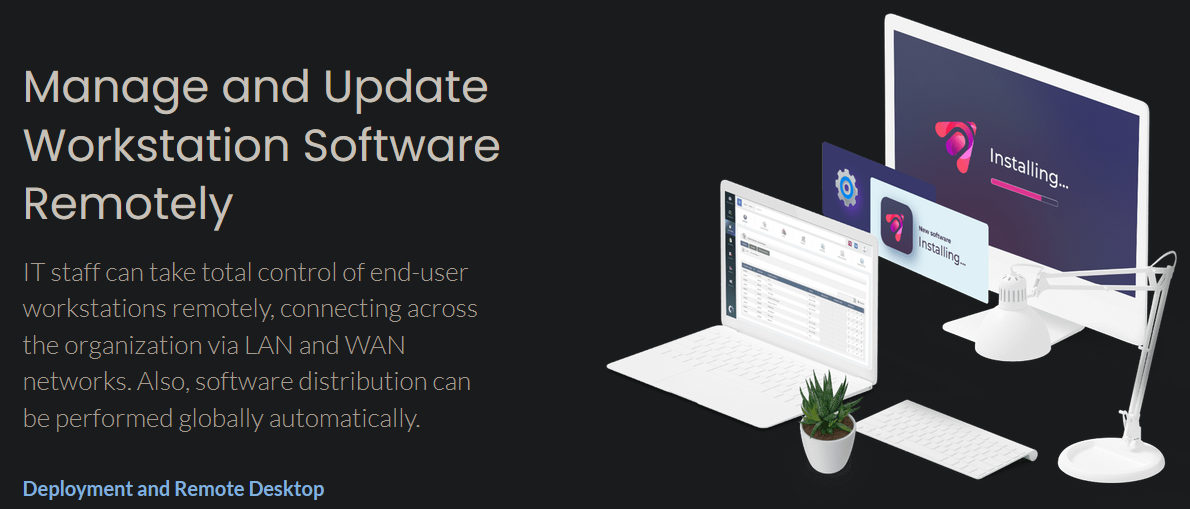 Manage and Update
Workstation Software
Remotely
IT staff can take total control of end-user
workstations remotely, connecting across
the organization via LAN and WAN
networks. Also, software distribution can
be performed globally automatically.
Deployment and Remote Desktop
Installing...
New software
Installing...